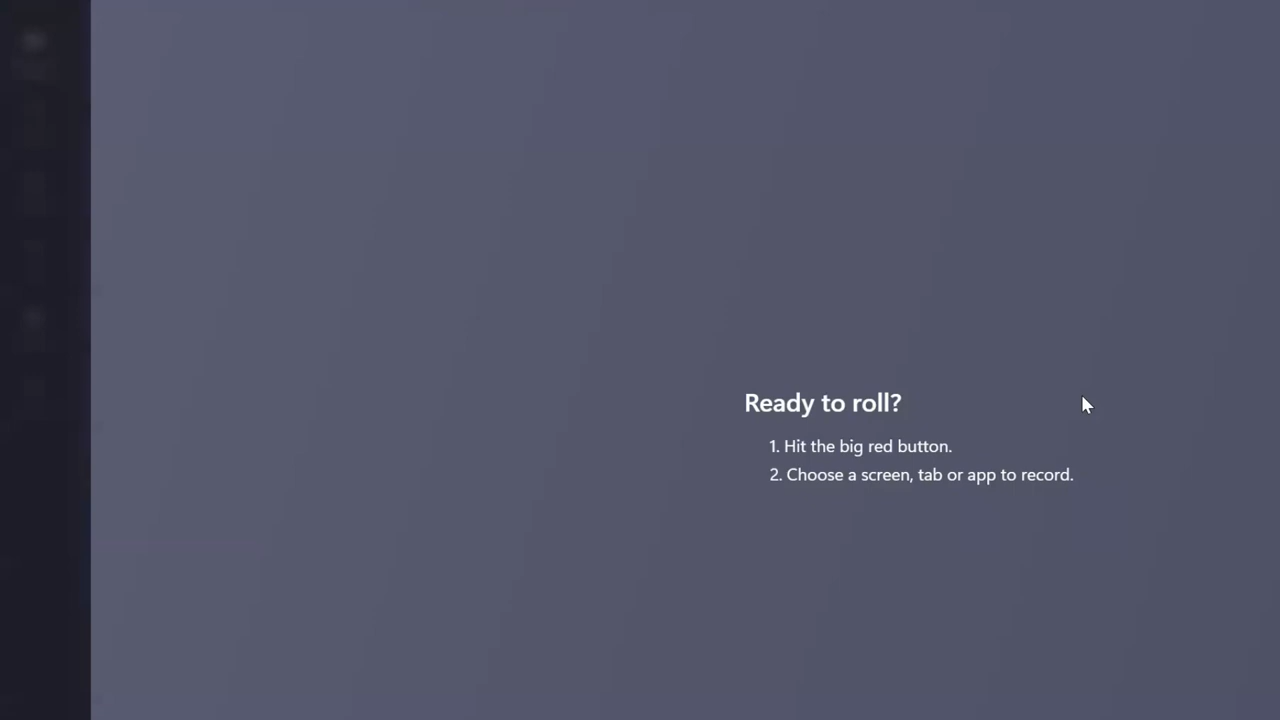 Ready to roll?
1. Hit the big red button.
2. Choose a screen, tab or app to record.